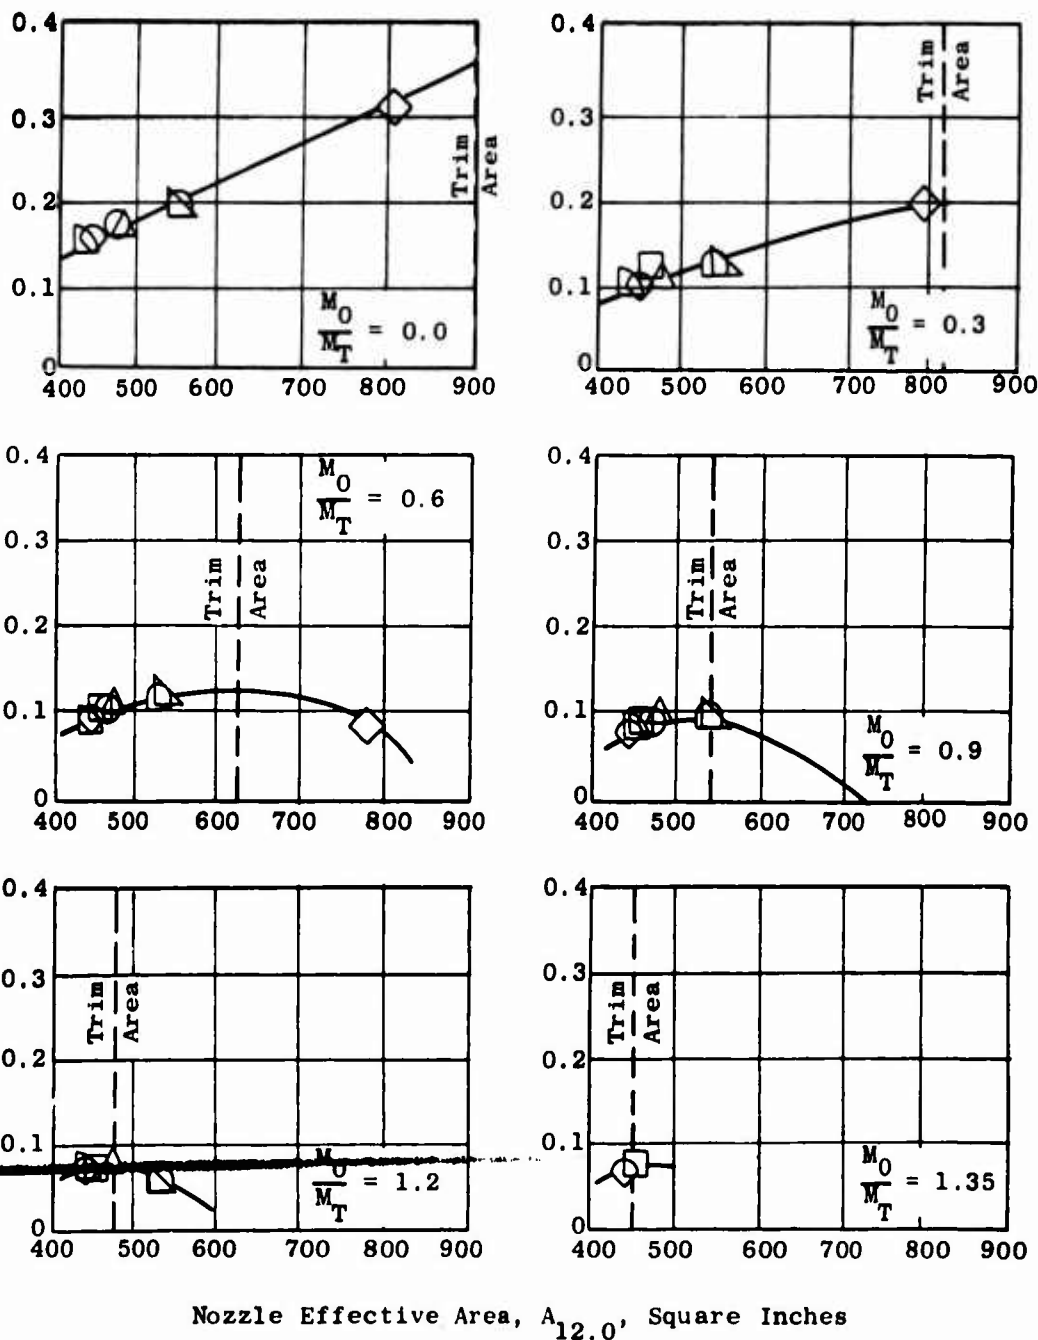 0.4
0.3
0.2
0.1
0
400 500 600 700 800 900
Trim Area
M0/MT = 0.0
0.4
0.3
0.2
0.1
0
400 500 600 700 800 900
Trim Area
M0/MT = 0.3
0.4
0.3
0.2
0.1
0
400 500 600 700 800 900
Trim Area
M0/MT = 0.6
0.4
0.3
0.2
0.1
0
400 500 600 700 800 900
Trim Area
M0/MT = 0.9
0.4
0.3
0.2
0.1
0
400 500 600 700 800 900
Trim Area
M0/MT = 1.2
0.4
0.3
0.2
0.1
0
400 500 600 700 800 900
Trim Area
M0/MT = 1.35
Nozzle Effective Area, A12.0, Square Inches